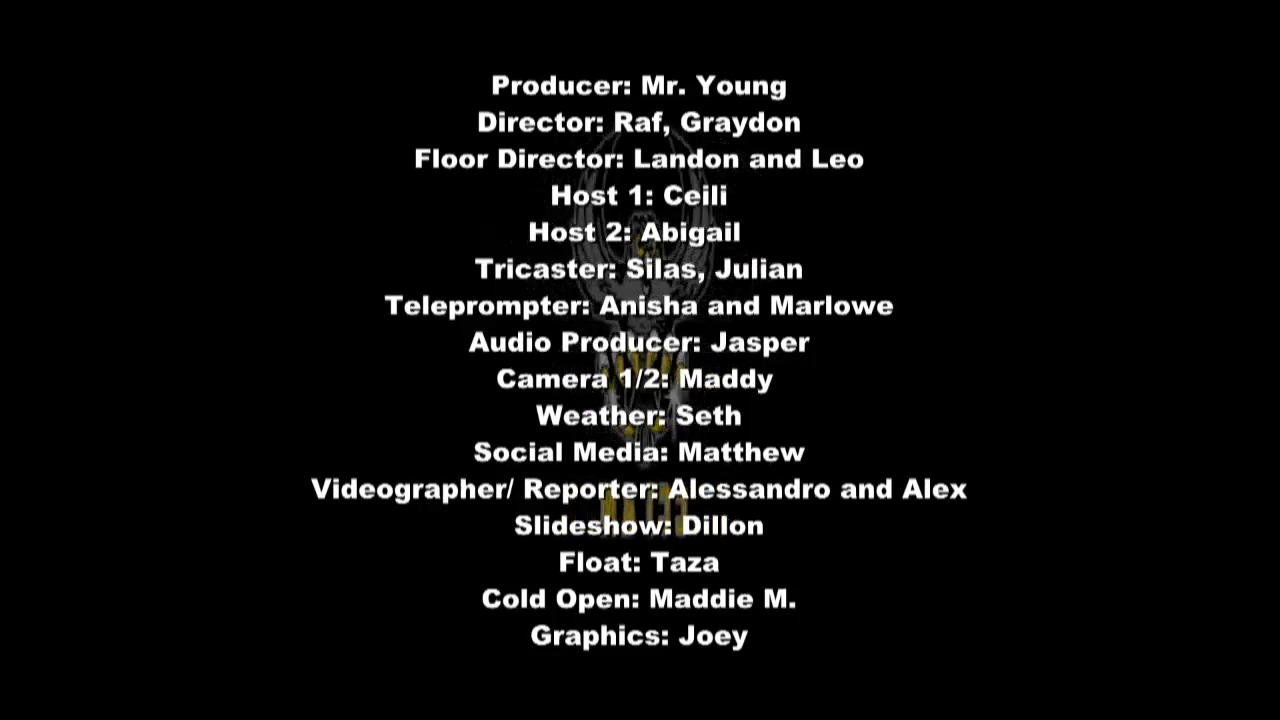 Producer: Mr. Young
Director: Raf, Graydon
Floor Director: Landon and Leo
Host 1: Ceili
Host 2: Abigail
Tricaster: Silas, Julian
Teleprompter: Anisha and Marlowe
Audio Producer: Jasper
Camera 1/2: Maddy
Weather: Seth
Social Media: Matthew
Videographer/ Reporter: Alessandro and Alex
Slideshow: Dillon
Float: Taza
Cold Open: Maddie M.
Graphics: Joey